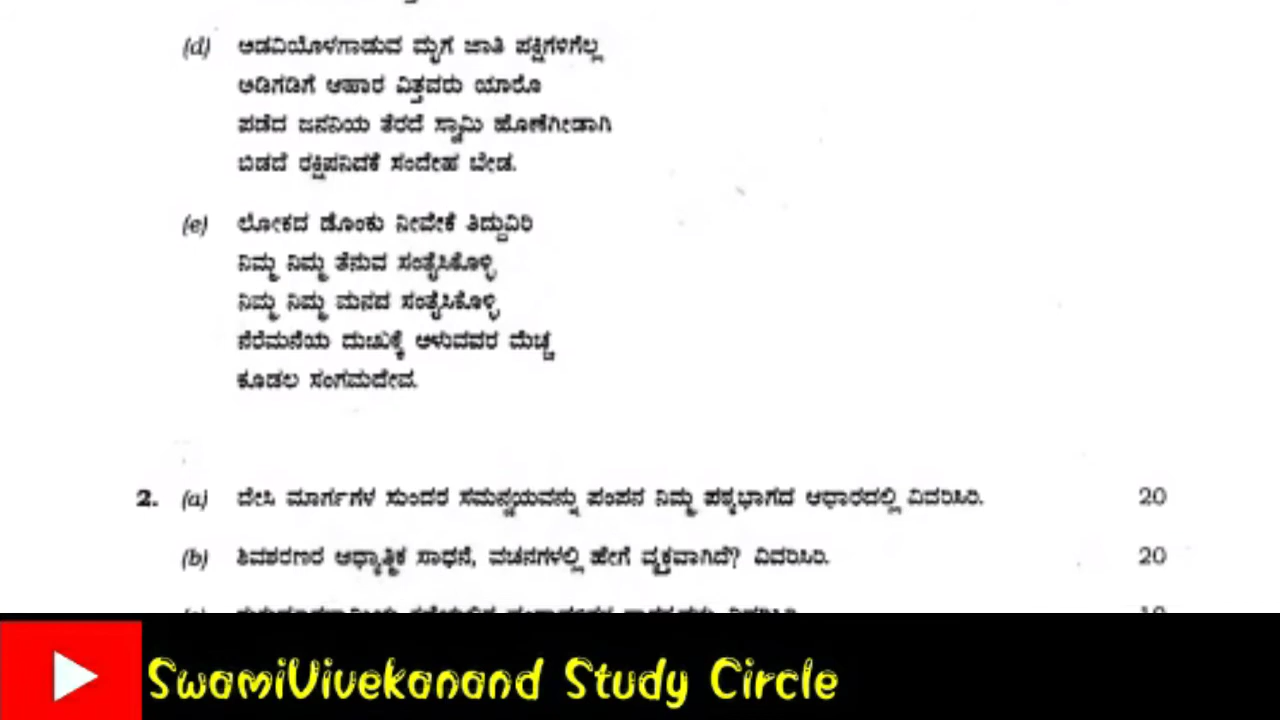 (d) ಅಡವಿಯೊಳಗಾಡುವ ಮೃಗ ಜಾತಿ ಪಕ್ಷಿಗಳಿಗೆಲ್ಲ
ಅಡಿಗಡಿಗೆ ಆಹಾರ ವಿತ್ತವರು ಯಾರೊ
ಪಡೆದ ಜನನಿಯ ತೆರದೆ ಸ್ವಾಮಿ ಹೊಣೆಗೀಡಾಗಿ
ಬಿಡದೆ ರಕ್ಷಿಪನಿದಕೆ ಸಂದೇಹ ಬೇಡ.
(e) ಲೋಕದ ಡೊಂಕು ನೀವೇಕೆ ತಿದ್ದುವಿರಿ
ನಿಮ್ಮ ನಿಮ್ಮ ತನುವ ಸಂತೈಸಿಕೊಳ್ಳಿ
ನಿಮ್ಮ ನಿಮ್ಮ ಮನವ ಸಂತೈಸಿಕೊಳ್ಳಿ
ನೆರೆಮನೆಯ ದುಃಖಕ್ಕೆ ಅಳುವವರ ಮೆಚ್ಚ
ಕೂಡಲ ಸಂಗಮದೇವ.
2. (a) ದೇಸಿ ಮಾರ್ಗಗಳ ಸುಂದರ ಸಮನ್ವಯವನ್ನು ಪಂಪನ ನಿಮ್ಮ ಪಠ್ಯಭಾಗದ ಆಧಾರದಲ್ಲಿ ವಿವರಿಸಿರಿ. 20
(b) ಶಿವಶರಣರ ಆಧ್ಯಾತ್ಮಿಕ ಸಾಧನೆ, ವಚನಗಳಲ್ಲಿ ಹೇಗೆ ವ್ಯಕ್ತವಾಗಿದೆ? ವಿವರಿಸಿರಿ. 20
SwamiVivekanand Study Circle